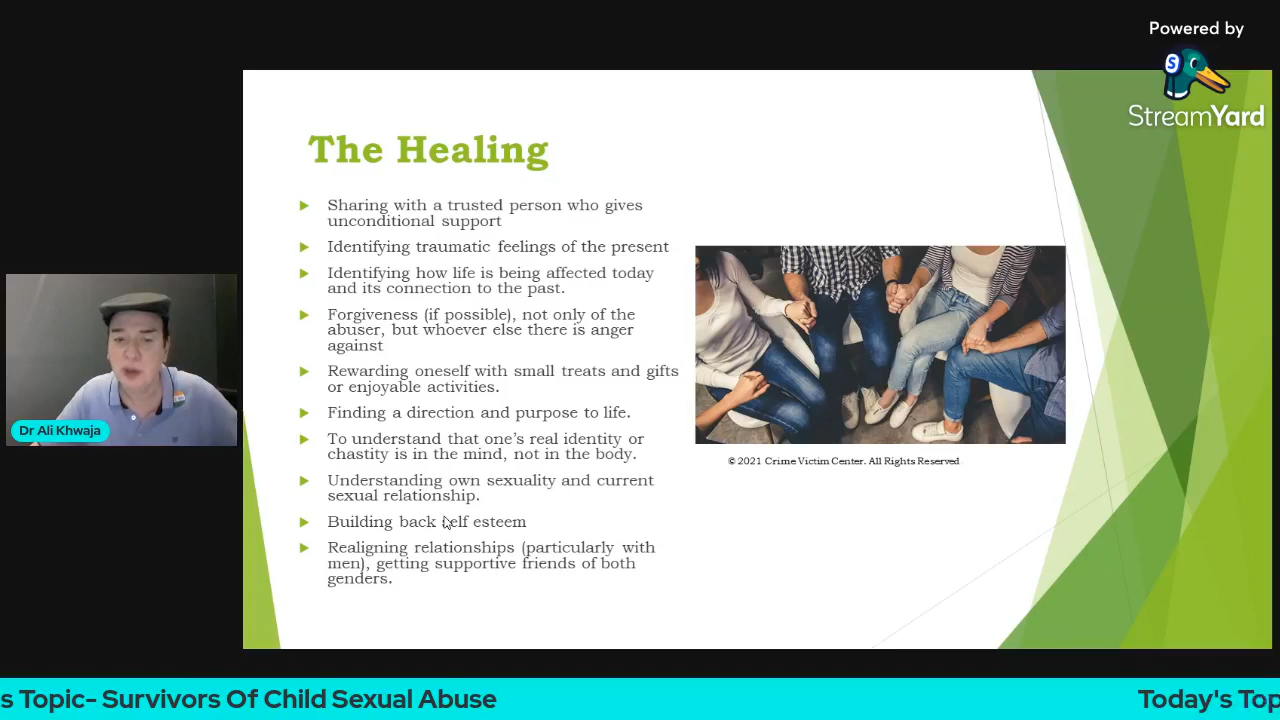 Powered by
StreamYard
The Healing
Sharing with a trusted person who gives
unconditional support
Identifying traumatic feelings of the present
Identifying how life is being affected today
and its connection to the past.
Forgiveness (if possible), not only of the
abuser, but whoever else there is anger
against
Rewarding oneself with small treats and gifts
or enjoyable activities.
Finding a direction and purpose to life.
To understand that one's real identity or
chastity is in the mind, not in the body.
Understanding own sexuality and current
sexual relationship.
Building back self esteem
Realigning relationships (particularly with
men), getting supportive friends of both
genders.
© 2021 Crime Victim Center. All Rights Reserved
Dr Ali Khwaja
s Topic- Survivors Of Child Sexual Abuse
Today's Top